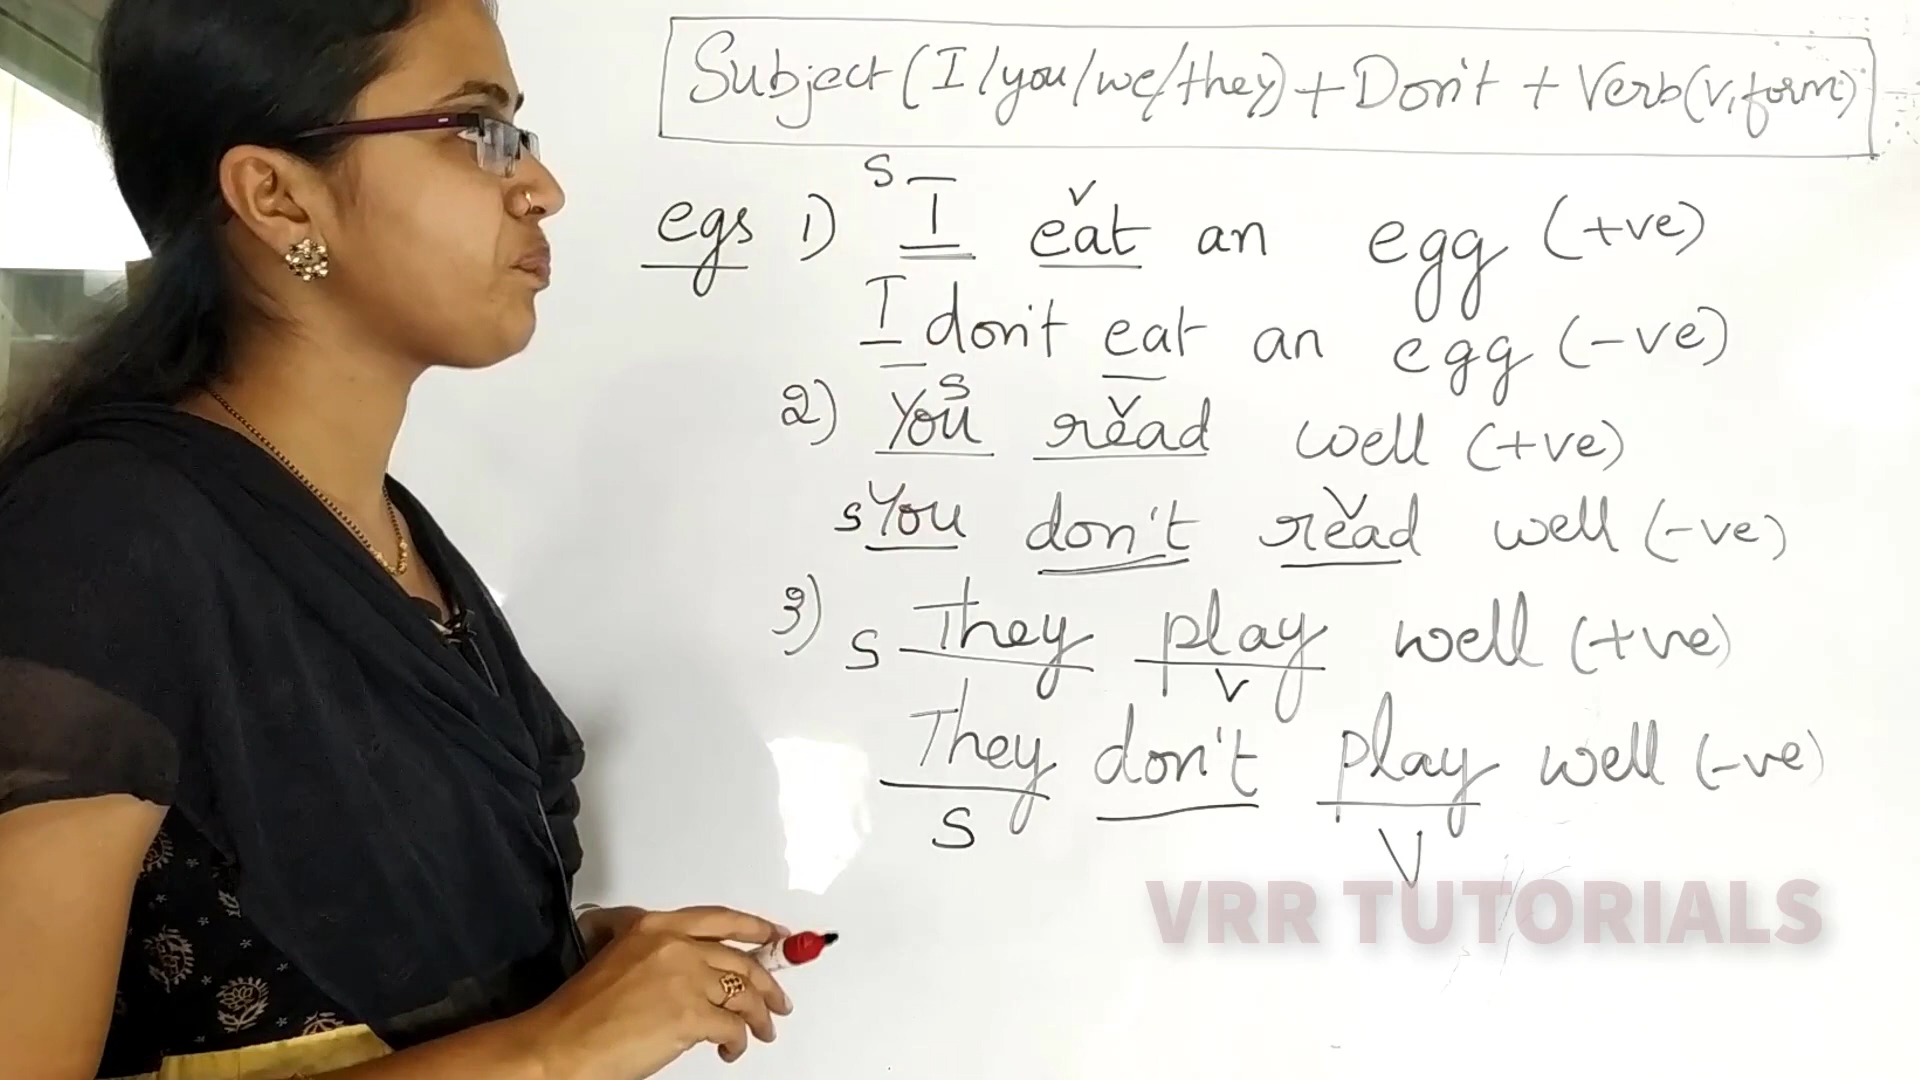 Subject (I/you/we/they) + Don't + Verb (V1 form)
S
V
egs 1) I eat an egg (+ve)
I don't eat an egg (-ve)
S V
2) You read well (+ve)
V
S You don't read well (-ve)
3) S They play well (+ve)
V
They don't play well (-ve)
S V
VRR TUTORIALS